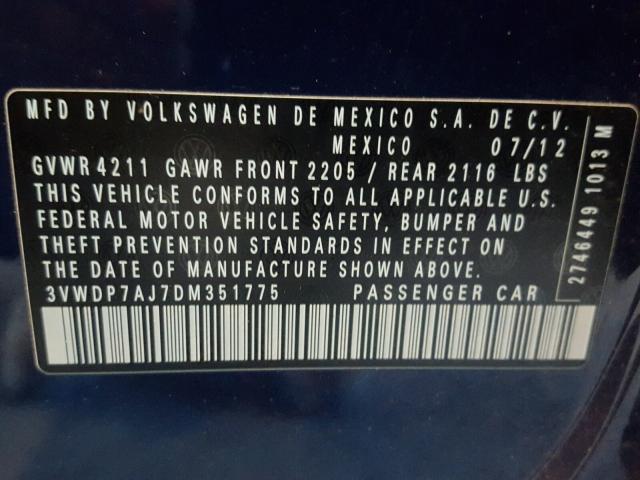 MFD BY VOLKSWAGEN DE MEXICO S.A. DE C.V.
MEXICO 07/12
GVWR 4211 GAWR FRONT 2205 / REAR 2116 LBS
THIS VEHICLE CONFORMS TO ALL APPLICABLE U.S.
FEDERAL MOTOR VEHICLE SAFETY, BUMPER AND
THEFT PREVENTION STANDARDS IN EFFECT ON
THE DATE OF MANUFACTURE SHOWN ABOVE.
3VWDP7AJ7DM351775 PASSENGER CAR
2746449 1013 M